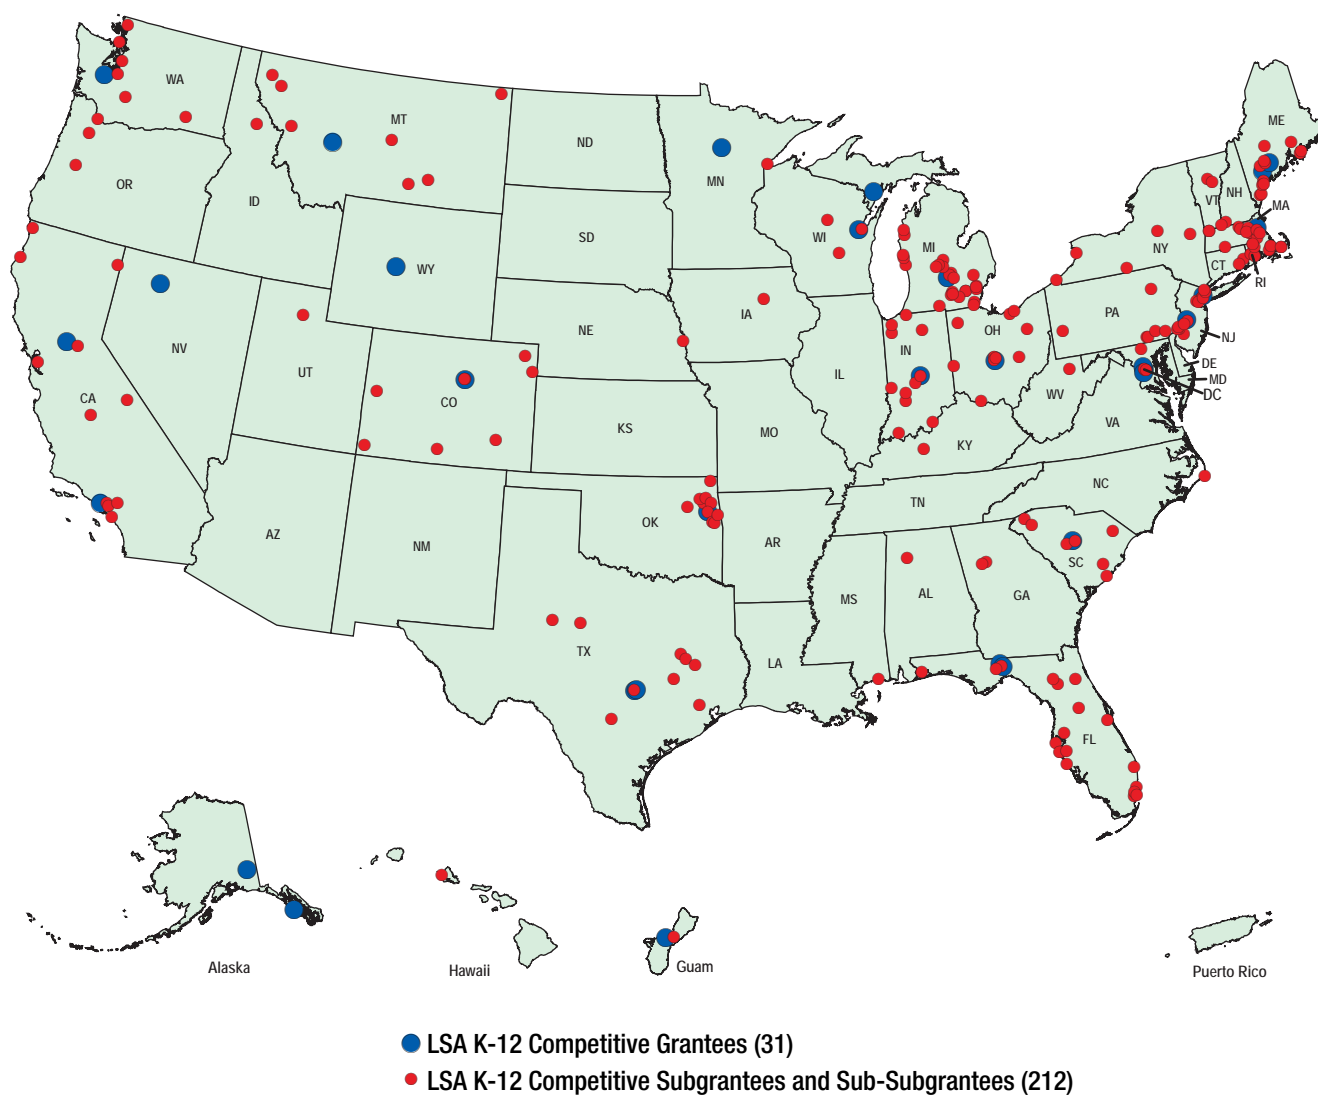 WA
MT
ND
MN
ME
OR
ID
SD
WI
MI
VT
NH
MA
NY
CT
RI
WY
IA
NE
PA
NJ
NV
UT
CO
IL
IN
OH
DE
MD
DC
CA
KS
MO
WV
VA
KY
OK
TN
NC
AZ
NM
AR
SC
MS
AL
GA
TX
LA
FL
Alaska
Hawaii
Guam
Puerto Rico
LSA K-12 Competitive Grantees (31)
LSA K-12 Competitive Subgrantees and Sub-Subgrantees (212)